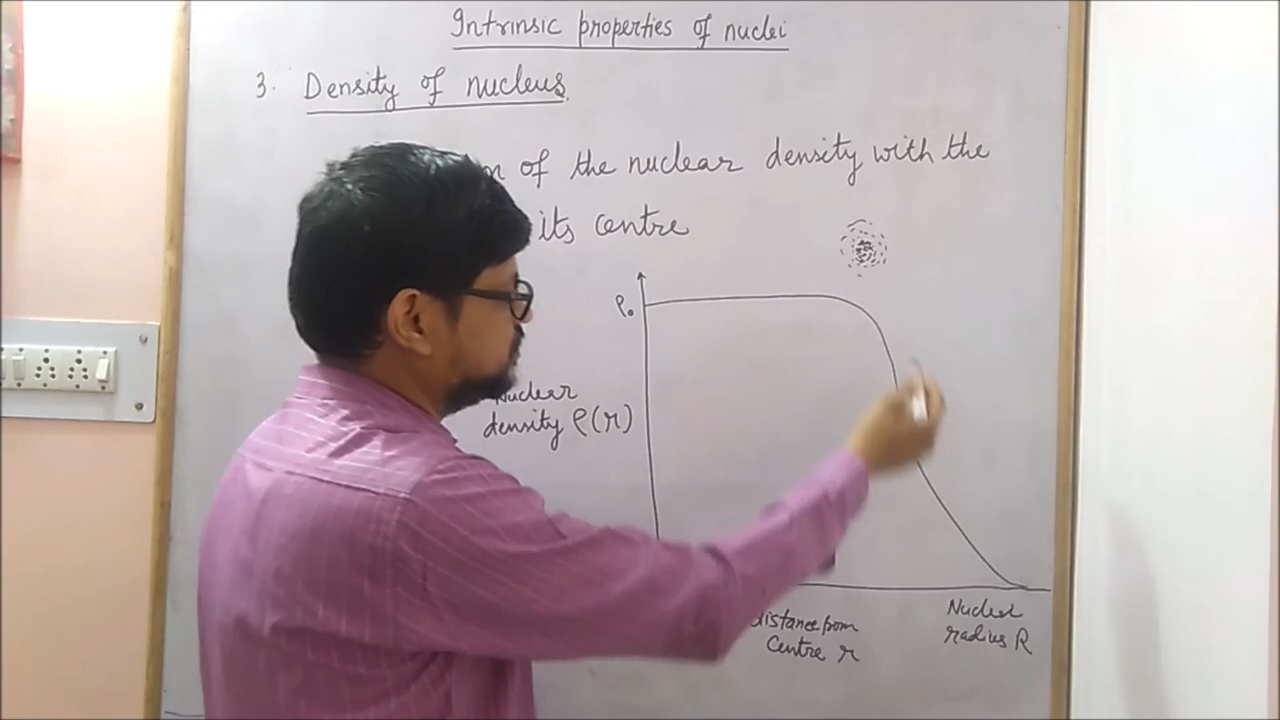 Intrinsic properties of nuclei
3. Density of nucleus
of the nuclear density with the
its centre
ρ₀
Nuclear
density ρ(r)
distance from
Centre r
radius R